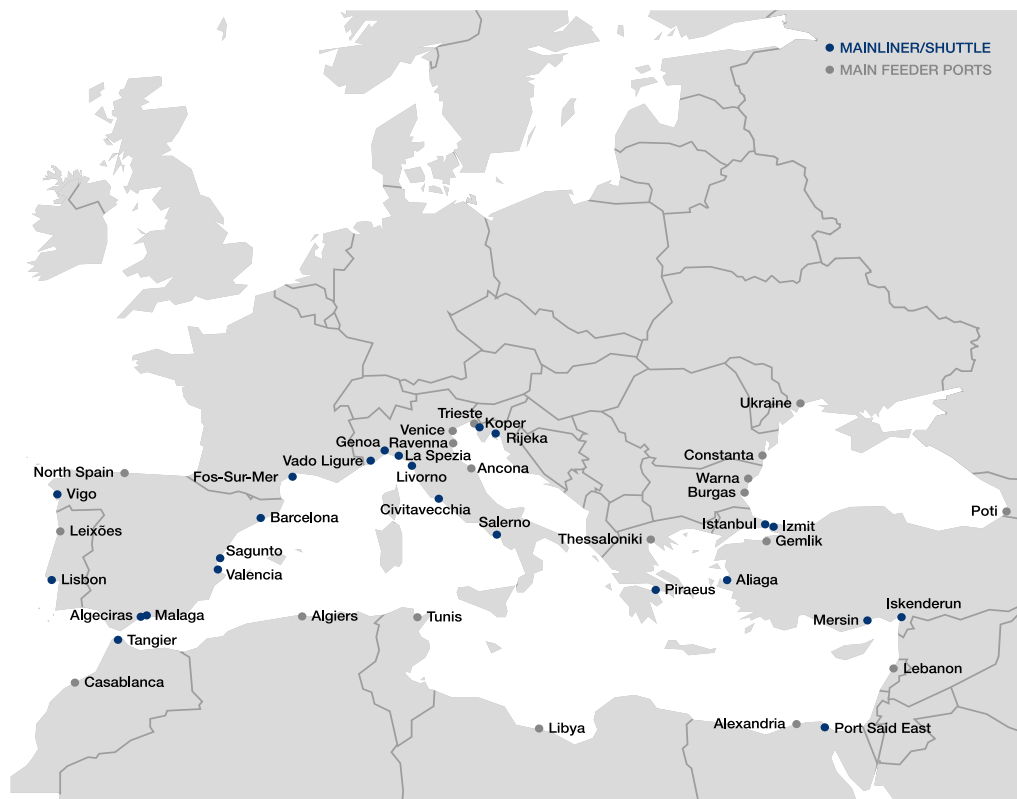 MAINLINER/SHUTTLE
MAIN FEEDER PORTS
Ukraine
Trieste
Koper
Venice
Rijeka
Genoa
Ravenna
La Spezia
Constanta
Vado Ligure
Ancona
North Spain
Fos-Sur-Mer
Livorno
Warna
Burgas
Vigo
Civitavecchia
Poti
Barcelona
Salerno
Istanbul
Izmit
Leixões
Thessaloniki
Gemlik
Sagunto
Valencia
Lisbon
Aliaga
Piraeus
Iskenderun
Algeciras
Malaga
Algiers
Tunis
Mersin
Tangier
Lebanon
Casablanca
Alexandria
Libya
Port Said East